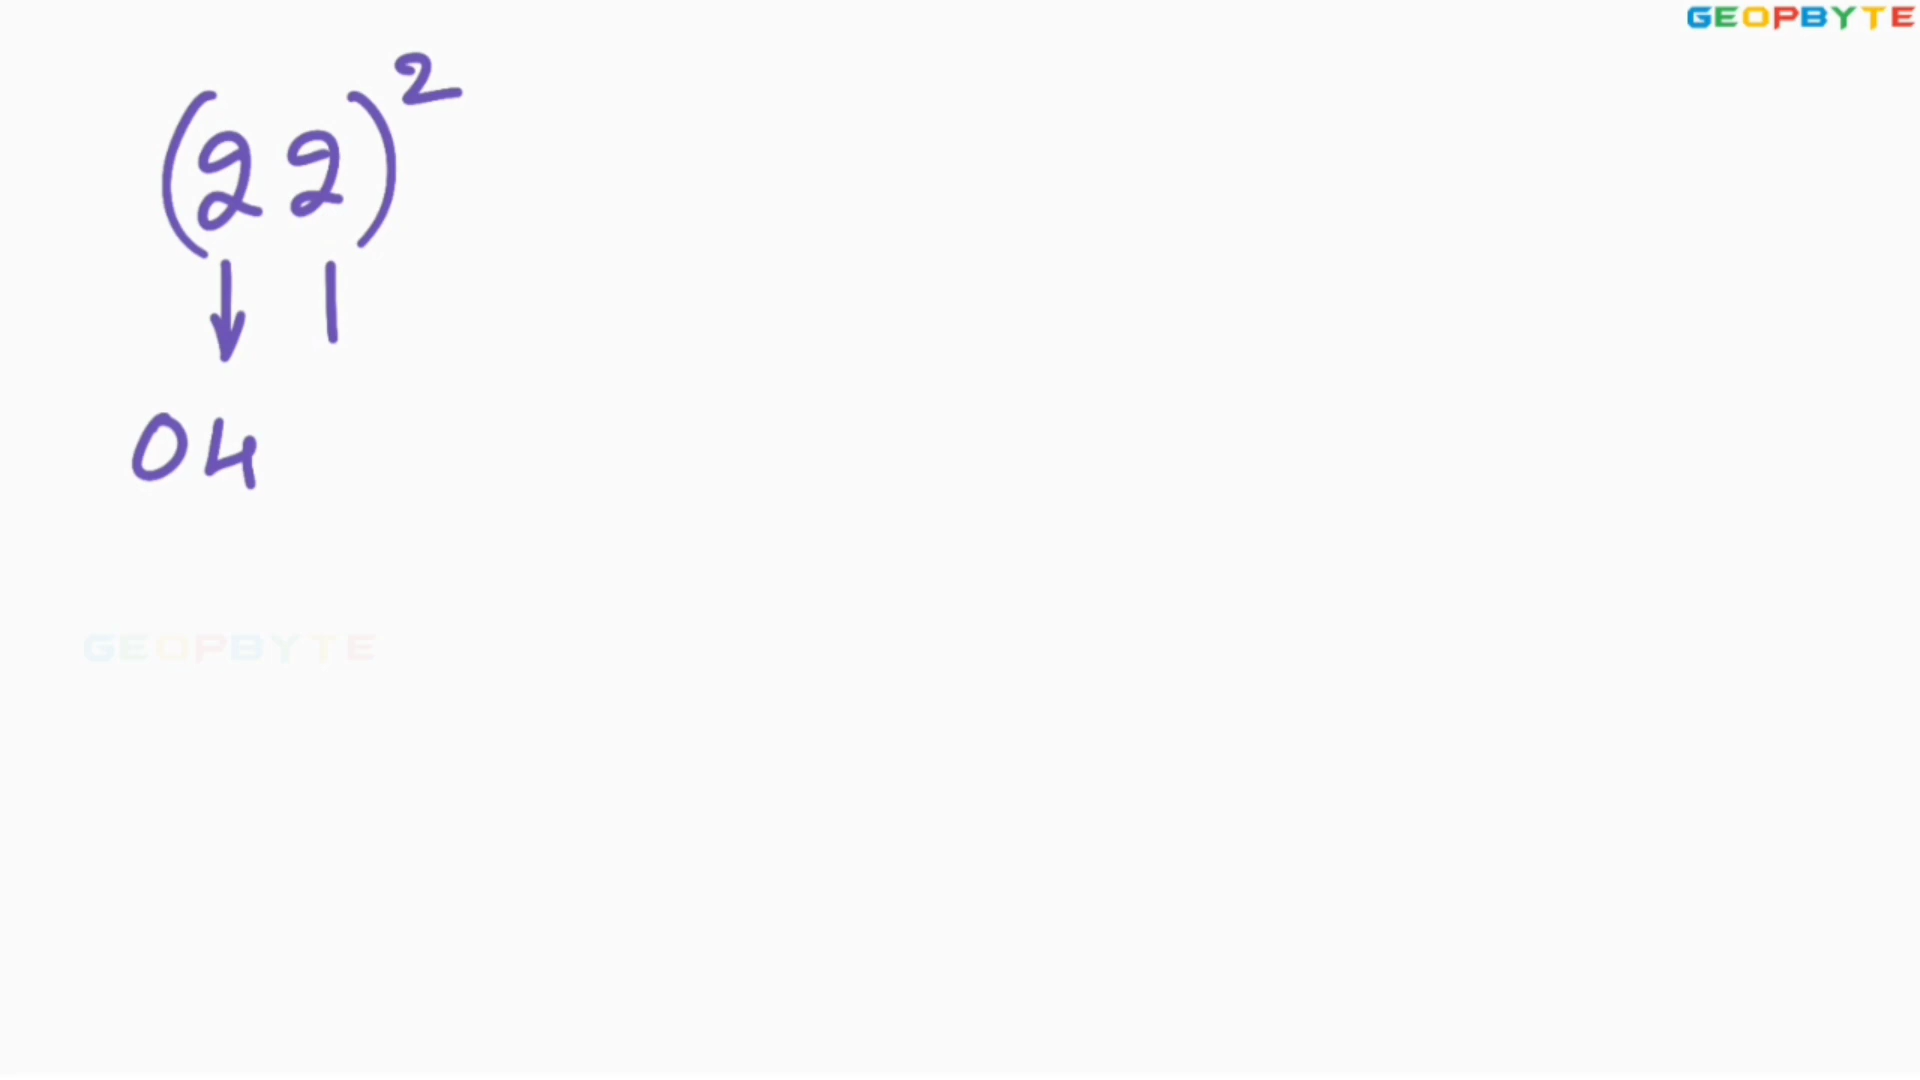 GEOPBYTE
(22)²
↓ |
04
GEOPBYTE